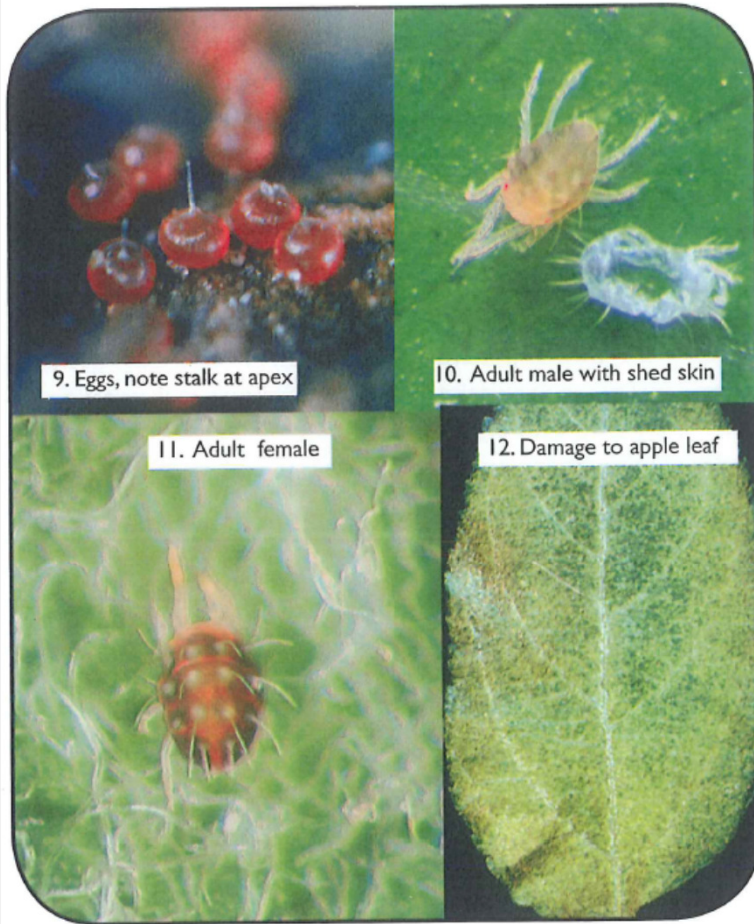 9. Eggs, note stalk at apex
10. Adult male with shed skin
11. Adult female
12. Damage to apple leaf